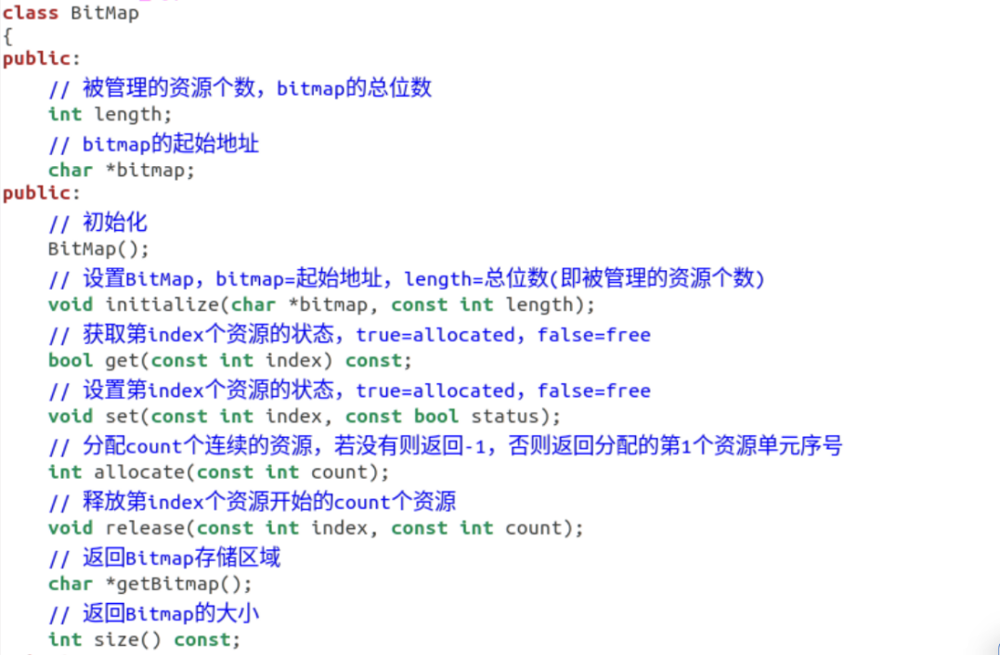 class BitMap
{
public:
    // 被管理的资源个数，bitmap的总位数
    int length;
    // bitmap的起始地址
    char *bitmap;
public:
    // 初始化
    BitMap();
    // 设置BitMap，bitmap=起始地址，length=总位数(即被管理的资源个数)
    void initialize(char *bitmap, const int length);
    // 获取第index个资源的状态，true=allocated，false=free
    bool get(const int index) const;
    // 设置第index个资源的状态，true=allocated，false=free
    void set(const int index, const bool status);
    // 分配count个连续的资源，若没有则返回-1，否则返回分配的第1个资源单元序号
    int allocate(const int count);
    // 释放第index个资源开始的count个资源
    void release(const int index, const int count);
    // 返回Bitmap存储区域
    char *getBitmap();
    // 返回Bitmap的大小
    int size() const;